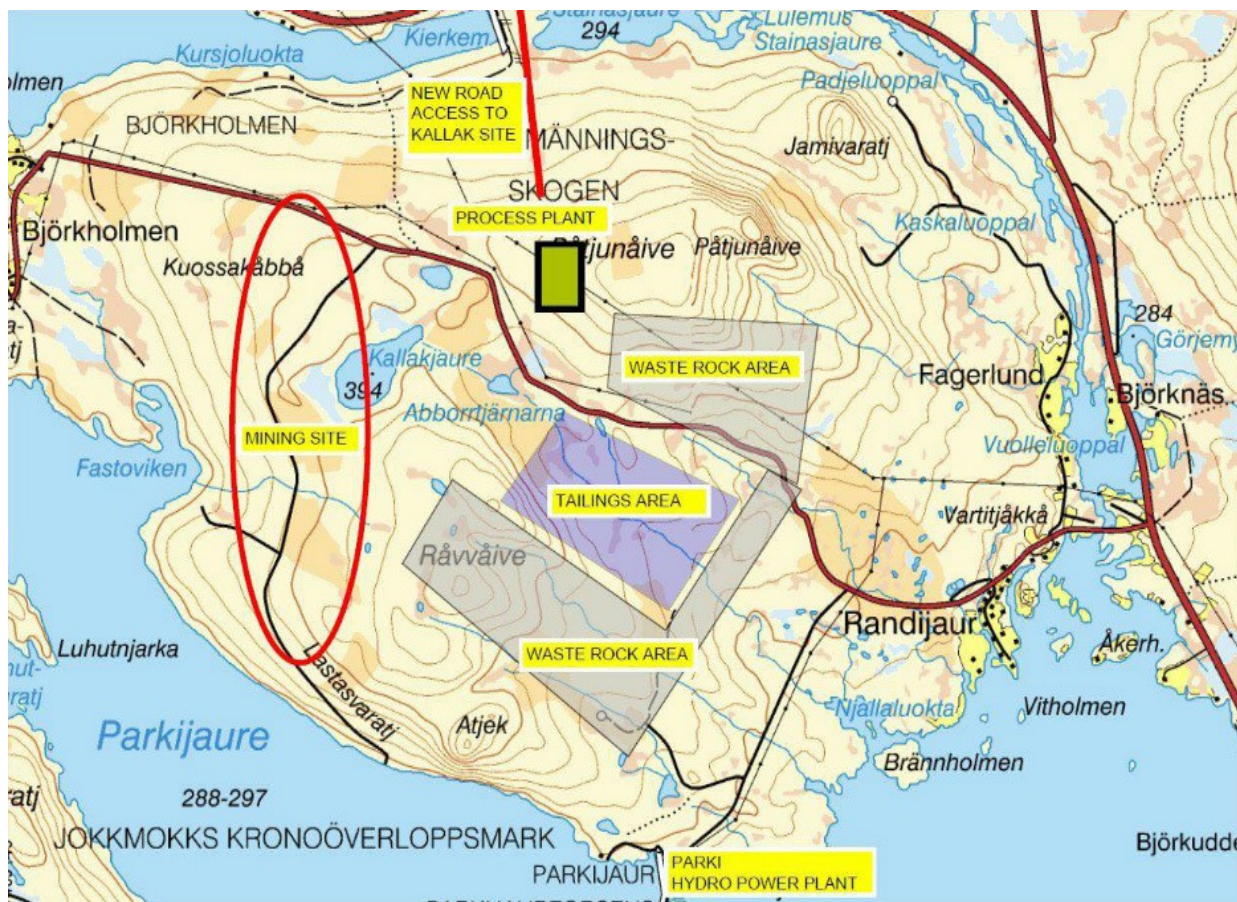 Stainasjaure
294
Lulemus
Stainasjaure
Kursjoluokta
Kierkem.
Padjeluoppal
olmen
NEW ROAD
ACCESS TO
KALLAK SITE
BJÖRKHOLMEN
MÄNNINGS-
SKOGEN
Jamivaratj
PROCESS PLANT
Kaskaluoppal
Björkholmen
Kuossakåbbå
Påtjunåive
Påtjunåive
284
Görjemy
Kallakjaure
394
WASTE ROCK AREA
Fagerlund
Björknäs
Abborrtjärnarna
MINING SITE
Vuolleluoppal
Fastoviken
TAILINGS AREA
Vartitjåkkå
Råvvåive
Randijaur
Luhutnjarka
WASTE ROCK AREA
Åkerh.
Lastasvaratj
Njallaluokta
Vitholmen
Atjek
Parkijaure
Brännholmen
288-297
atj
JOKKMOKKS KRONOÖVERLOPPSMARK
Björkudde
PARKIJAUR
PARKI
HYDRO POWER PLANT